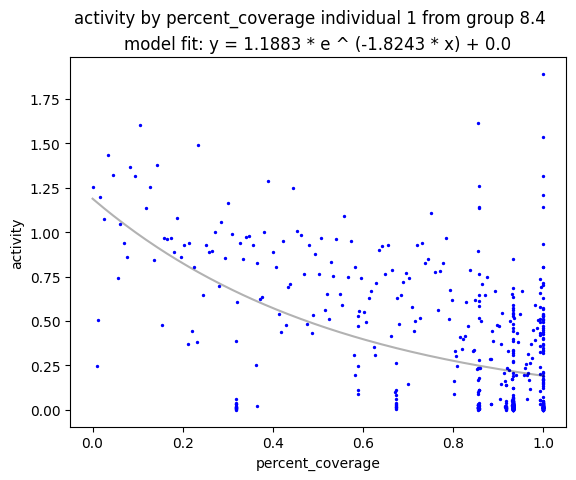 activity by percent_coverage individual 1 from group 8.4
model fit: y = 1.1883 * e ^ (-1.8243 * x) + 0.0
1.75
1.50
1.25
1.00
0.75
0.50
0.25
0.00
activity
0.0 0.2 0.4 0.6 0.8 1.0
percent_coverage